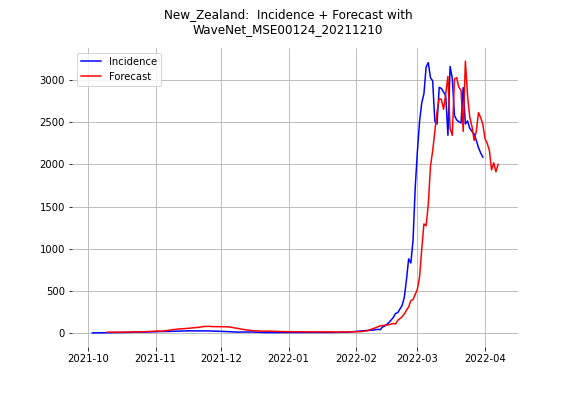 New_Zealand:  Incidence + Forecast with
WaveNet_MSE00124_20211210
Incidence
Forecast
3000
2500
2000
1500
1000
500
0
2021-10 2021-11 2021-12 2022-01 2022-02 2022-03 2022-04